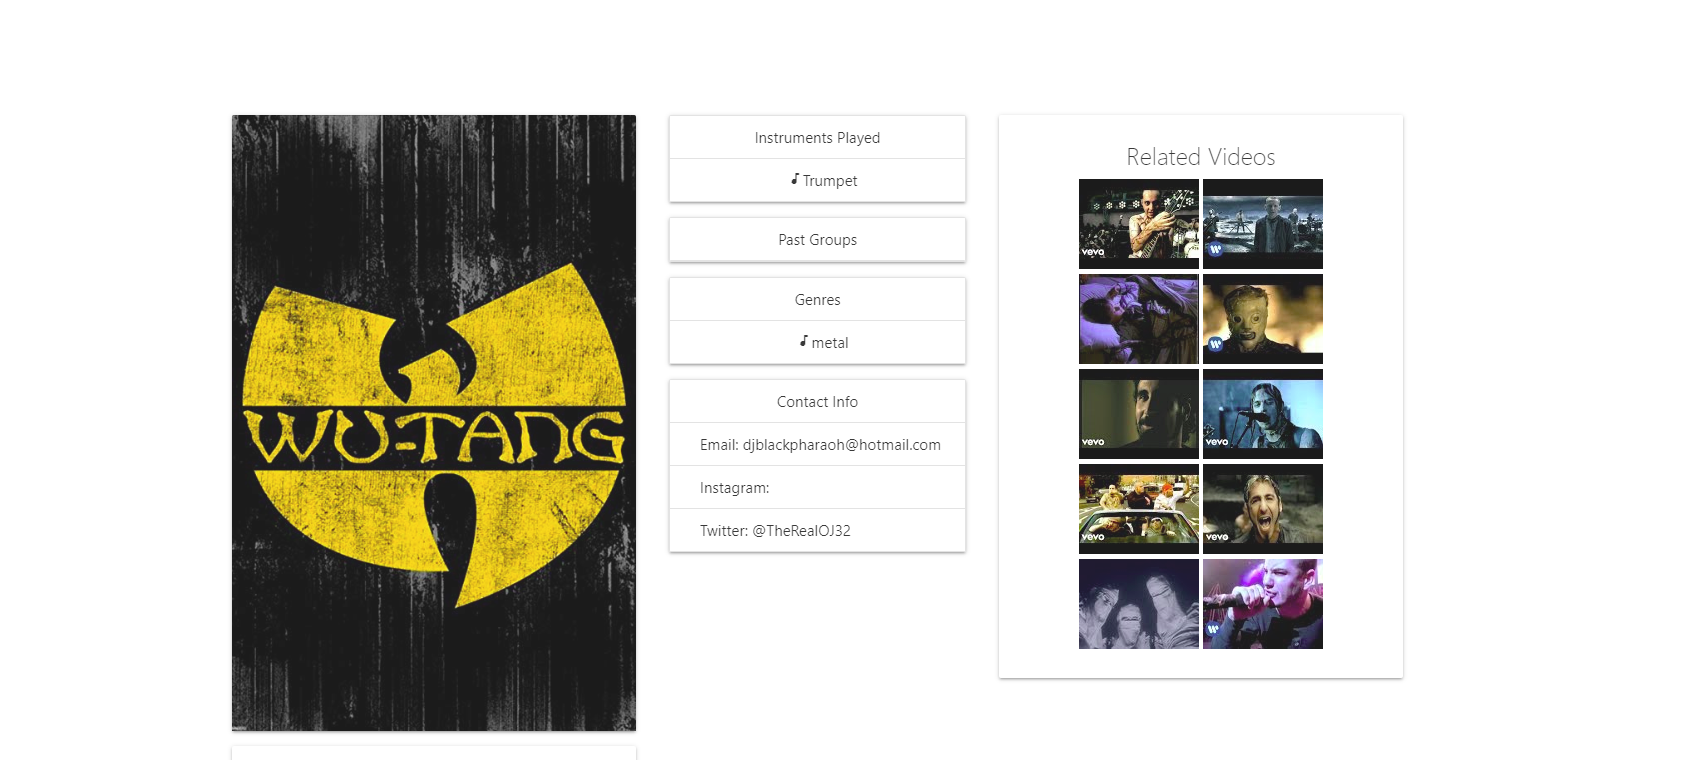 WU-TANG
Instruments Played
Trumpet
Past Groups
Genres
metal
Contact Info
Email: djblackpharaoh@hotmail.com
Instagram:
Twitter: @TheRealOJ32
Related Videos
vevo
W
W
vevo
vevo
vevo
vevo
W